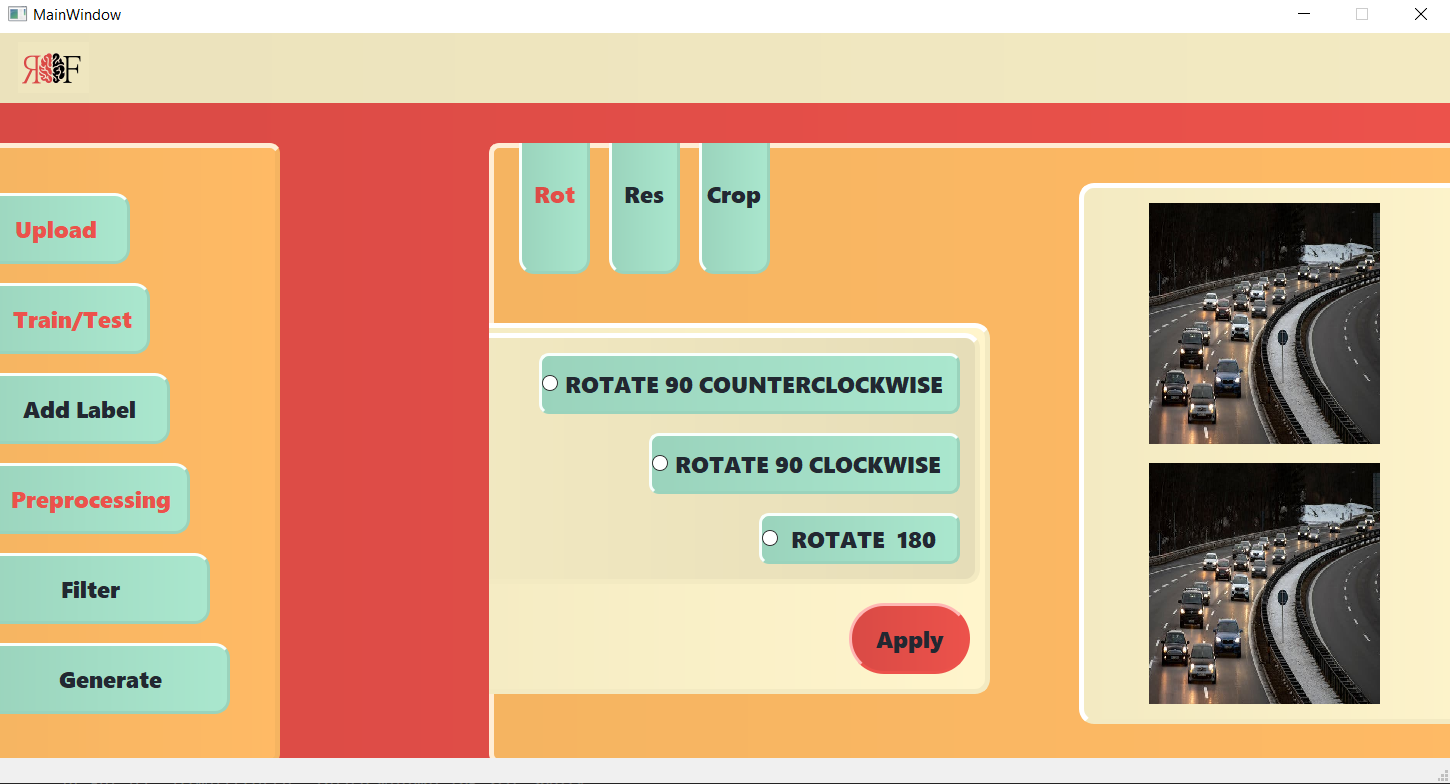 MainWindow
RF
Upload
Train/Test
Add Label
Preprocessing
Filter
Generate
Rot
Res
Crop
ROTATE 90 COUNTERCLOCKWISE
ROTATE 90 CLOCKWISE
ROTATE 180
Apply